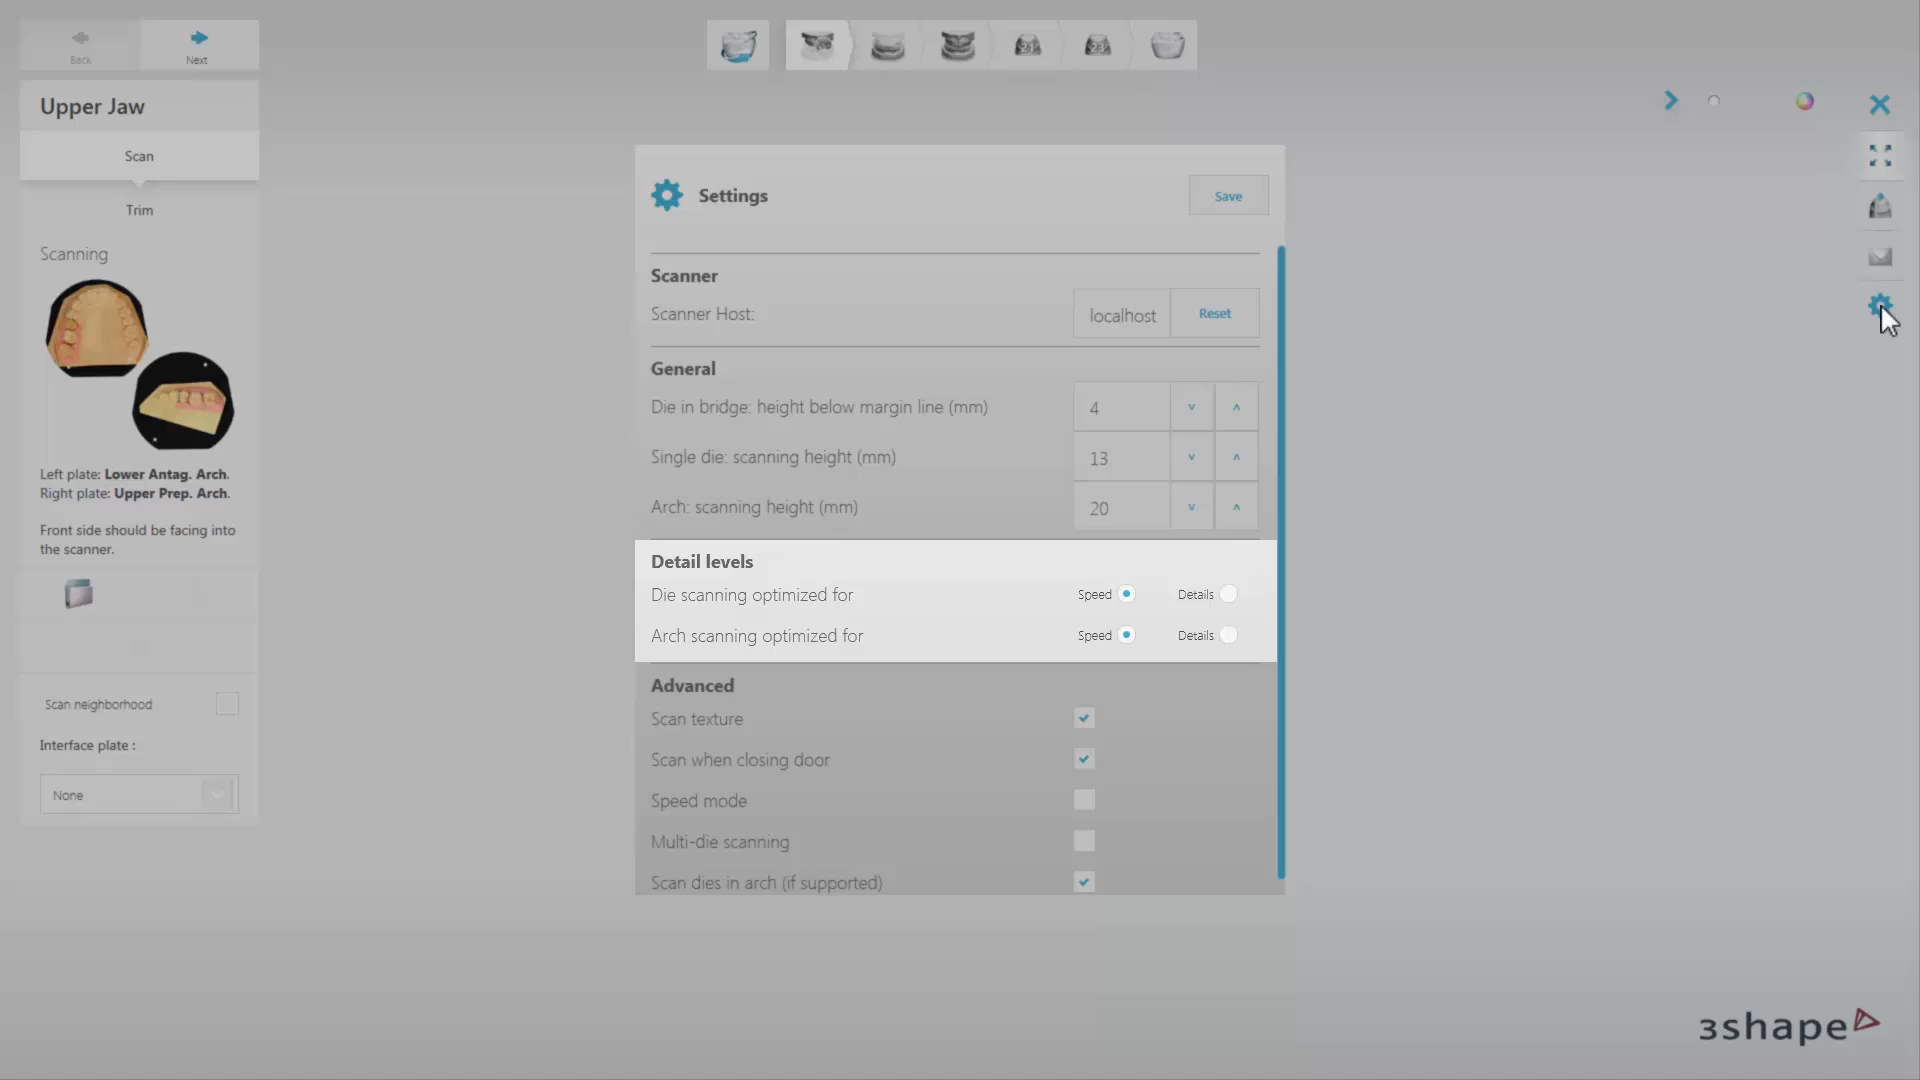 Back
Next
Upper Jaw
Scan
Trim
Scanning
Left plate: Lower Antag. Arch.
Right plate: Upper Prep. Arch.
Front side should be facing into
the scanner.
Scan neighborhood
Interface plate :
None
21
23
Settings
Save
Scanner
Scanner Host:
localhost
Reset
General
Die in bridge: height below margin line (mm)
4
Single die: scanning height (mm)
13
Arch: scanning height (mm)
20
Detail levels
Die scanning optimized for
Speed
Details
Arch scanning optimized for
Speed
Details
Advanced
Scan texture
Scan when closing door
Speed mode
Multi-die scanning
Scan dies in arch (if supported)
3shape